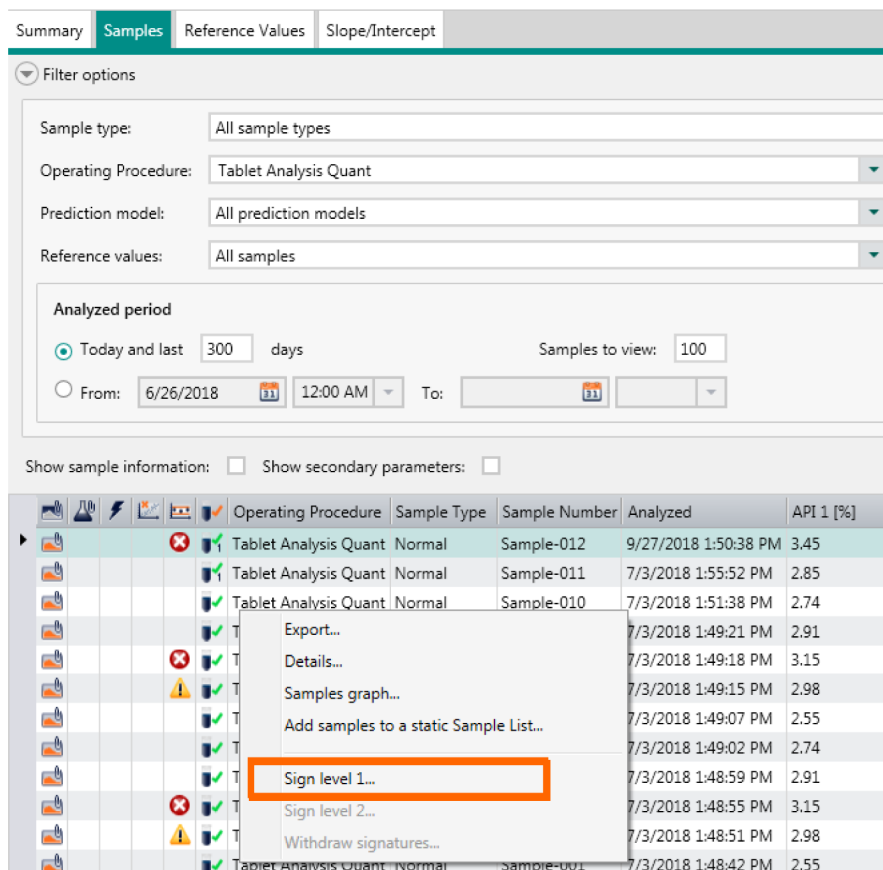 Summary Samples Reference Values Slope/Intercept
Filter options
Sample type: All sample types
Operating Procedure: Tablet Analysis Quant
Prediction model: All prediction models
Reference values: All samples
Analyzed period
Today and last 300 days Samples to view: 100
From: 6/26/2018 31 12:00 AM To: 31
Show sample information: Show secondary parameters:
Operating Procedure Sample Type Sample Number Analyzed API 1 [%]
1 Tablet Analysis Quant Normal Sample-012 9/27/2018 1:50:38 PM 3.45
1 Tablet Analysis Quant Normal Sample-011 7/3/2018 1:55:52 PM 2.85
Tablet Analysis Quant Normal Sample-010 7/3/2018 1:51:38 PM 2.74
T Export... 7/3/2018 1:49:21 PM 2.91
T Details... 7/3/2018 1:49:18 PM 3.15
T Samples graph... 7/3/2018 1:49:15 PM 2.98
T Add samples to a static Sample List... 7/3/2018 1:49:07 PM 2.55
T 7/3/2018 1:49:02 PM 2.74
T Sign level 1... 7/3/2018 1:48:59 PM 2.91
T Sign level 2... 7/3/2018 1:48:55 PM 3.15
T Withdraw signatures... 7/3/2018 1:48:51 PM 2.98
Tablet Analysis Quant Normal Sample-001 7/3/2018 1:48:42 PM 2.55